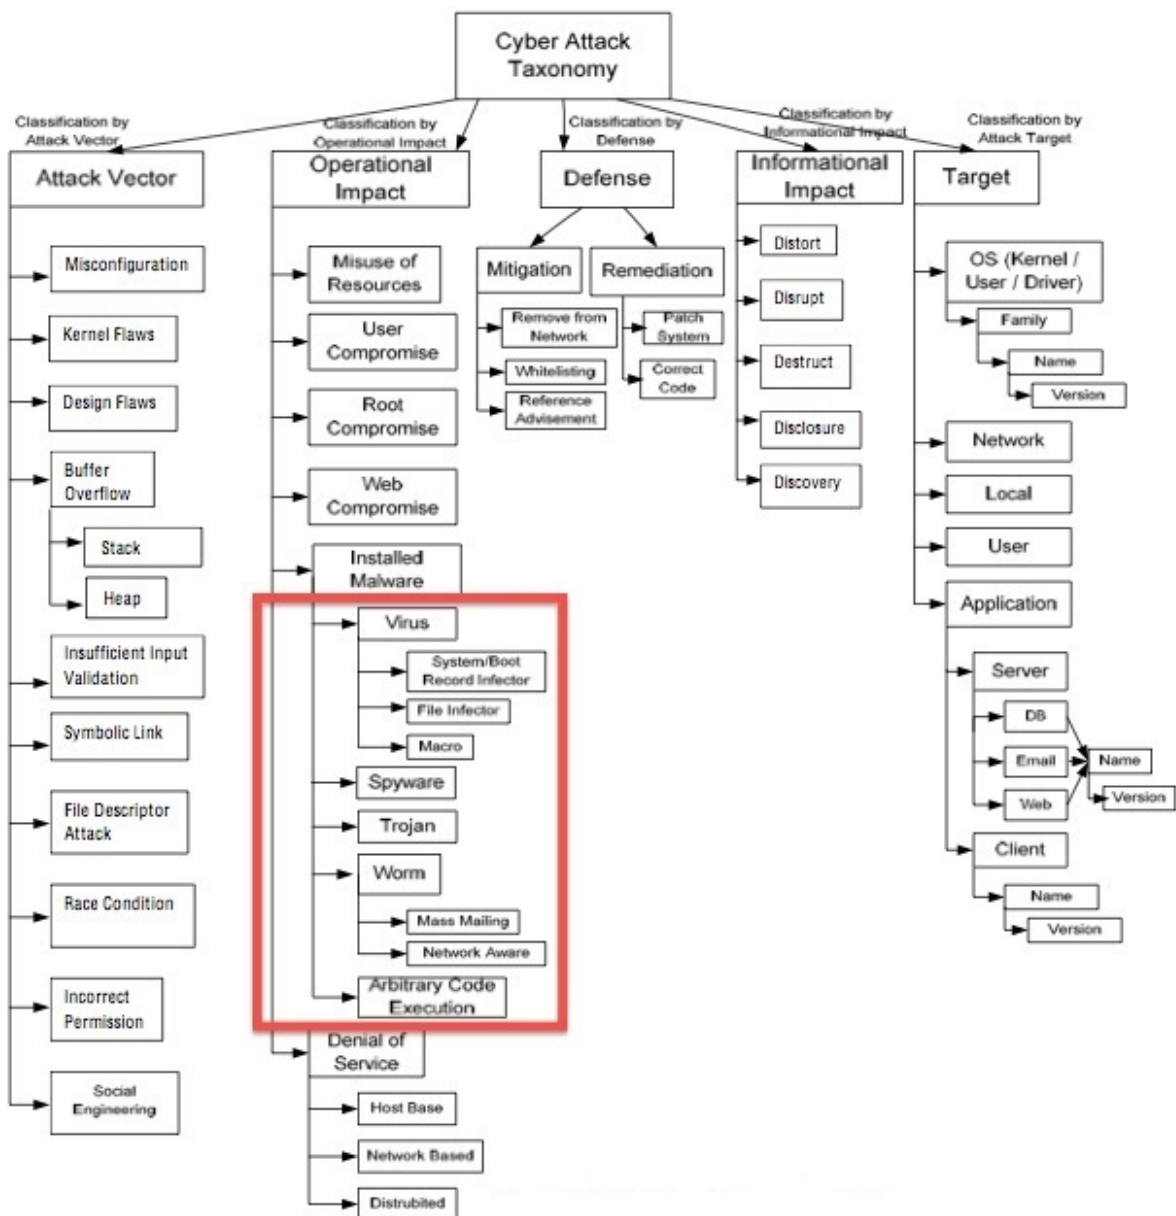 Cyber Attack
Taxonomy
Classification by
Attack Vector
Classification by
Operational Impact
Classification by
Defense
Classification by
Informational Impact
Classification by
Attack Target
Attack Vector
Misconfiguration
Kernel Flaws
Design Flaws
Buffer
Overflow
Stack
Heap
Insufficient Input
Validation
Symbolic Link
File Descriptor
Attack
Race Condition
Incorrect
Permission
Social
Engineering
Operational
Impact
Misuse of
Resources
User
Compromise
Root
Compromise
Web
Compromise
Installed
Malware
Virus
System/Boot
Record Infector
File Infector
Macro
Spyware
Trojan
Worm
Mass Mailing
Network Aware
Arbitrary Code
Execution
Denial of
Service
Host Base
Network Based
Distrubited
Defense
Mitigation
Remove from
Network
Whitelisting
Reference
Advisement
Remediation
Patch
System
Correct
Code
Informational
Impact
Distort
Disrupt
Destruct
Disclosure
Discovery
Target
OS (Kernel /
User / Driver)
Family
Name
Version
Network
Local
User
Application
Server
DB
Email
Web
Name
Version
Client
Name
Version